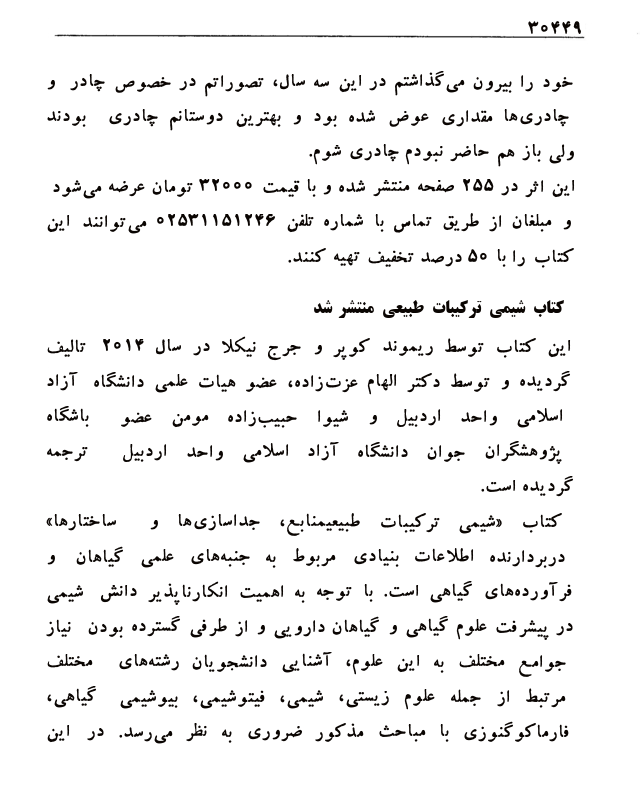 ۳۰۴۴۹
خود را بیرون می‌گذاشتم در این سه سال، تصوراتم در خصوص چادر و
چادری‌ها مقداری عوض شده بود و بهترین دوستانم چادری بودند
ولی باز هم حاضر نبودم چادری شوم.
این اثر در ۲۵۵ صفحه منتشر شده و با قیمت ۳۲۰۰۰ تومان عرضه می‌شود
و مبلغان از طریق تماس با شماره تلفن ۰۲۵۳۱۱۵۱۲۴۶ می‌توانند این
کتاب را با ۵۰ درصد تخفیف تهیه کنند.
کتاب شیمی ترکیبات طبیعی منتشر شد
این کتاب توسط ریموند کوپر و جرج نیکلا در سال ۲۰۱۴ تالیف
گردیده و توسط دکتر الهام عزت‌زاده، عضو هیات علمی دانشگاه آزاد
اسلامی واحد اردبیل و شیوا حبیب‌زاده مومن عضو باشگاه
پژوهشگران جوان دانشگاه آزاد اسلامی واحد اردبیل ترجمه
گردیده است.
کتاب «شیمی ترکیبات طبیعیمنابع، جداسازی‌ها و ساختارها»
دربردارنده اطلاعات بنیادی مربوط به جنبه‌های علمی گیاهان و
فرآورده‌های گیاهی است. با توجه به اهمیت انکارناپذیر دانش شیمی
در پیشرفت علوم گیاهی و گیاهان دارویی و از طرفی گسترده بودن نیاز
جوامع مختلف به این علوم، آشنایی دانشجویان رشته‌های مختلف
مرتبط از جمله علوم زیستی، شیمی، فیتوشیمی، بیوشیمی گیاهی،
فارماکوگنوزی با مباحث مذکور ضروری به نظر می‌رسد. در این